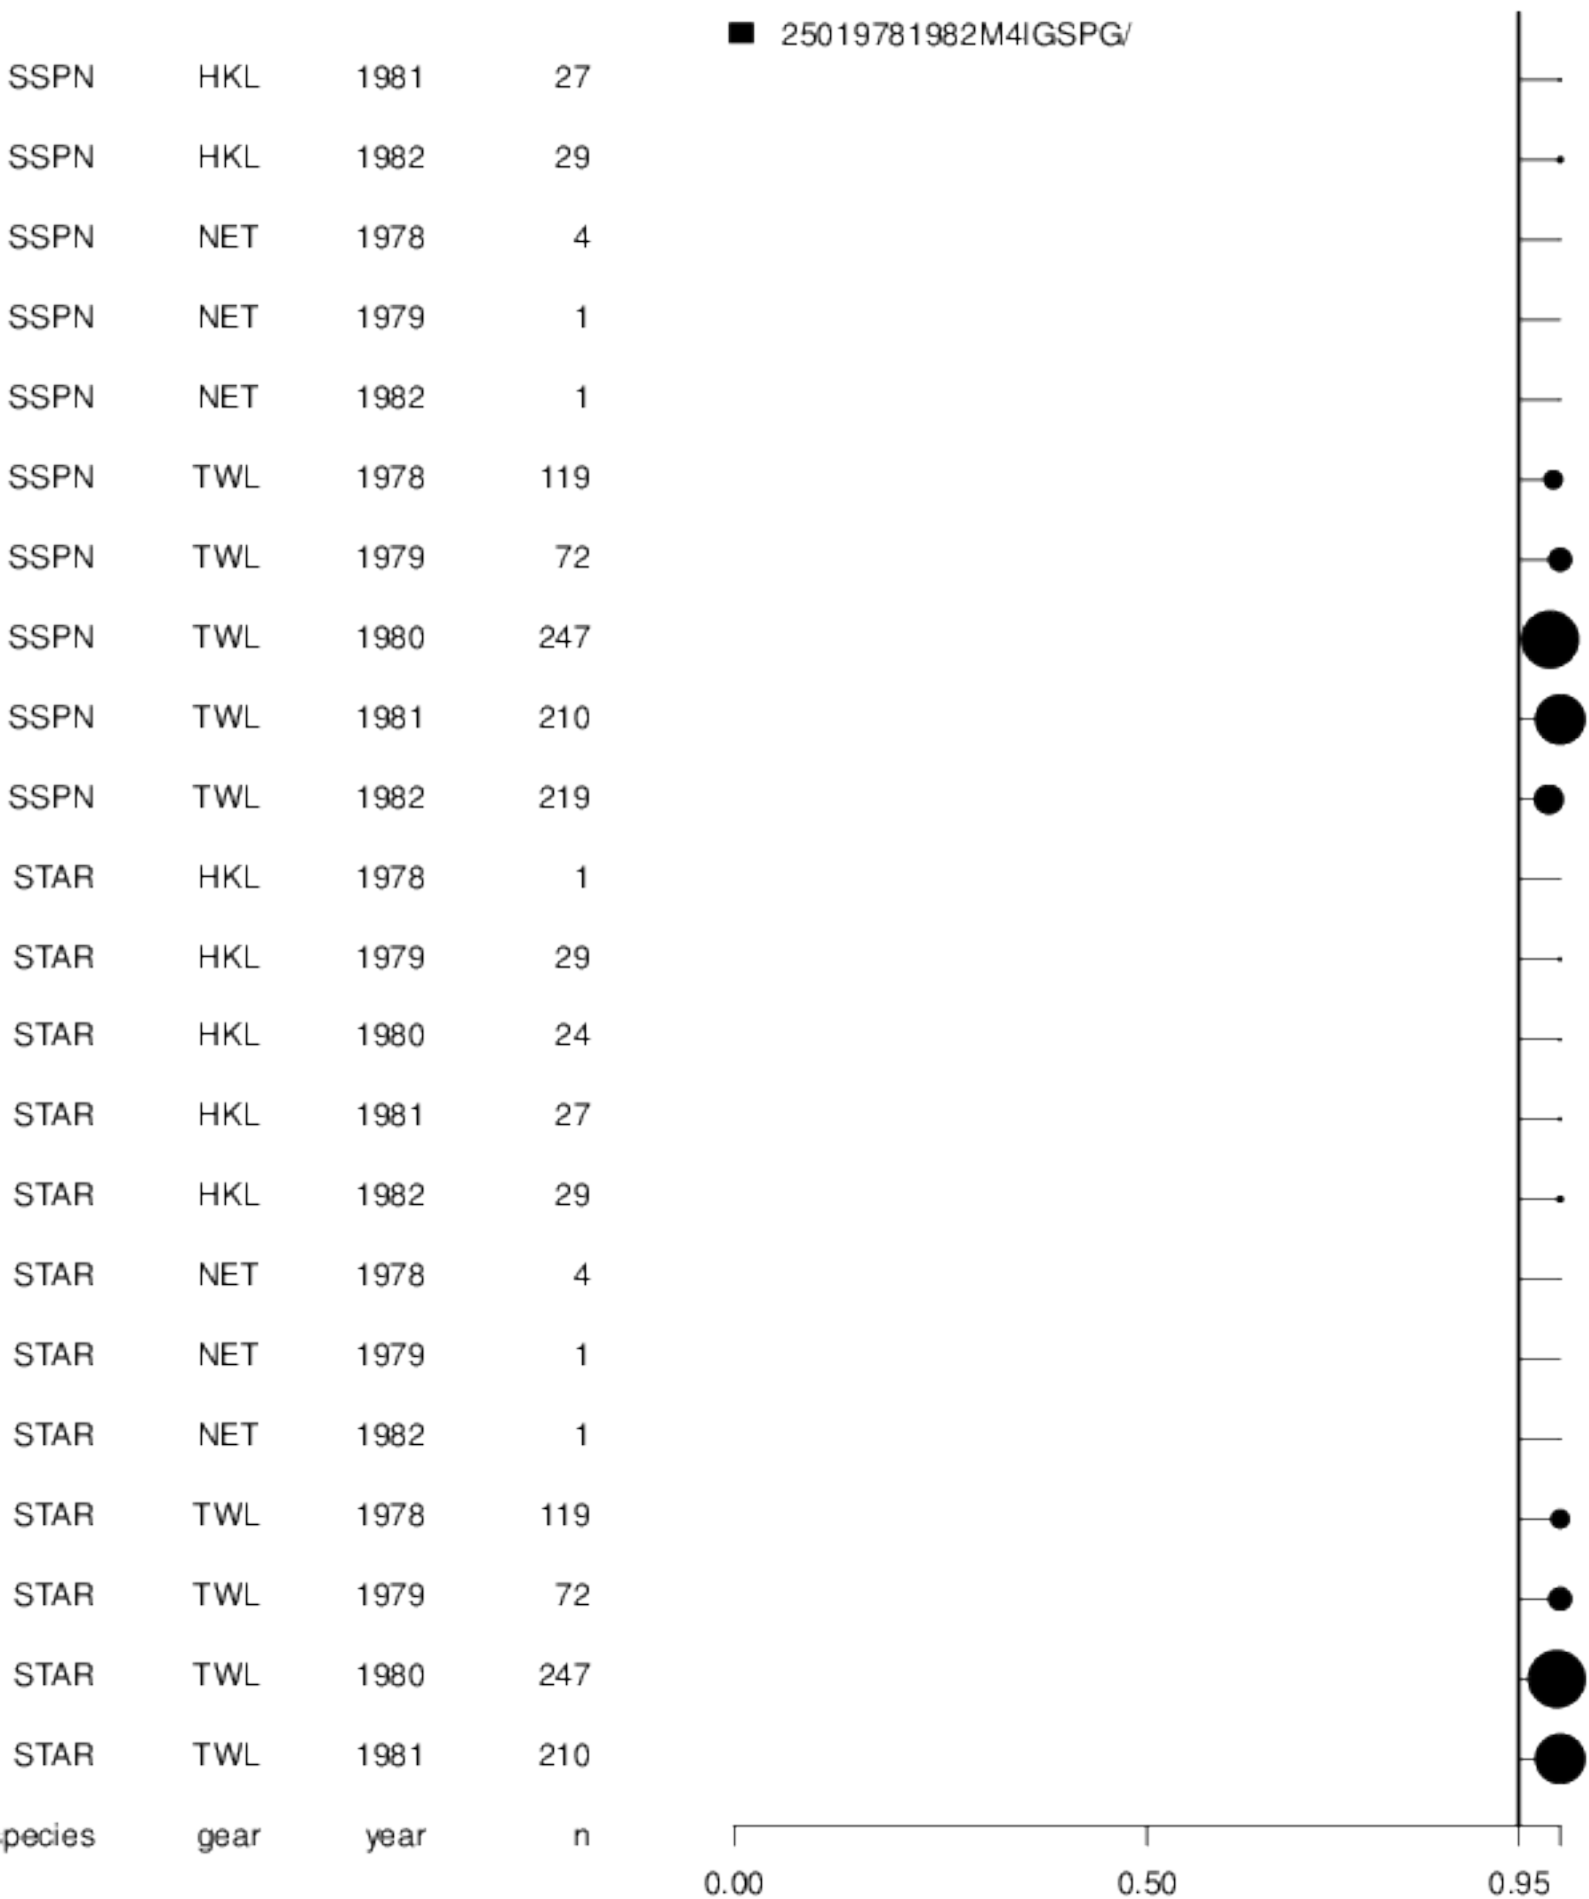 25019781982M4IGSPG/
SSPN HKL 1981 27
SSPN HKL 1982 29
SSPN NET 1978 4
SSPN NET 1979 1
SSPN NET 1982 1
SSPN TWL 1978 119
SSPN TWL 1979 72
SSPN TWL 1980 247
SSPN TWL 1981 210
SSPN TWL 1982 219
STAR HKL 1978 1
STAR HKL 1979 29
STAR HKL 1980 24
STAR HKL 1981 27
STAR HKL 1982 29
STAR NET 1978 4
STAR NET 1979 1
STAR NET 1982 1
STAR TWL 1978 119
STAR TWL 1979 72
STAR TWL 1980 247
STAR TWL 1981 210
pecies gear year n
0.00 0.50 0.95